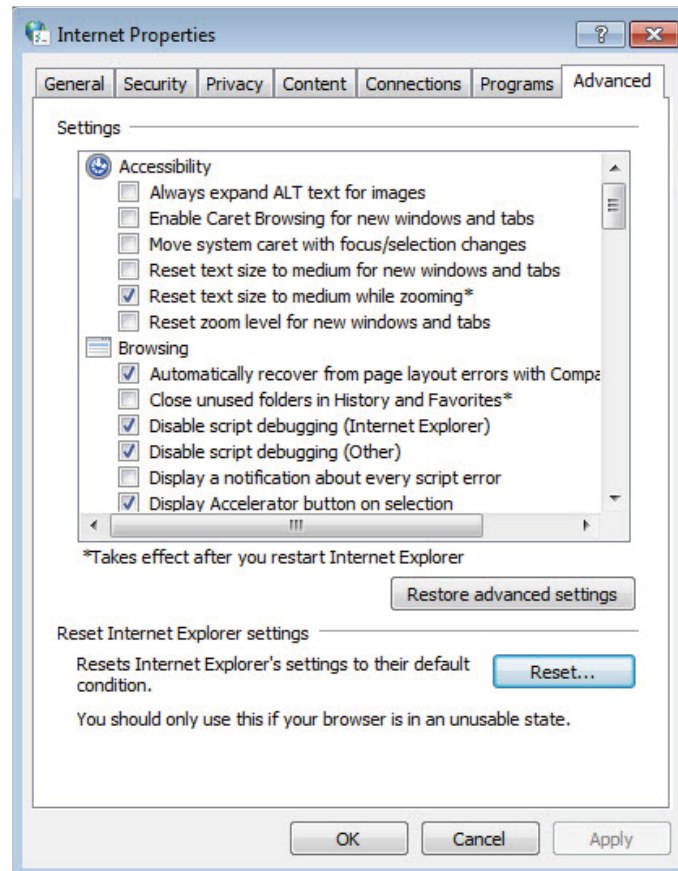 Internet Properties
General Security Privacy Content Connections Programs Advanced
Settings
Accessibility
Always expand ALT text for images
Enable Caret Browsing for new windows and tabs
Move system caret with focus/selection changes
Reset text size to medium for new windows and tabs
Reset text size to medium while zooming*
Reset zoom level for new windows and tabs
Browsing
Automatically recover from page layout errors with Compa
Close unused folders in History and Favorites*
Disable script debugging (Internet Explorer)
Disable script debugging (Other)
Display a notification about every script error
Display Accelerator button on selection
*Takes effect after you restart Internet Explorer
Restore advanced settings
Reset Internet Explorer settings
Resets Internet Explorer's settings to their default
condition.
Reset...
You should only use this if your browser is in an unusable state.
OK Cancel Apply